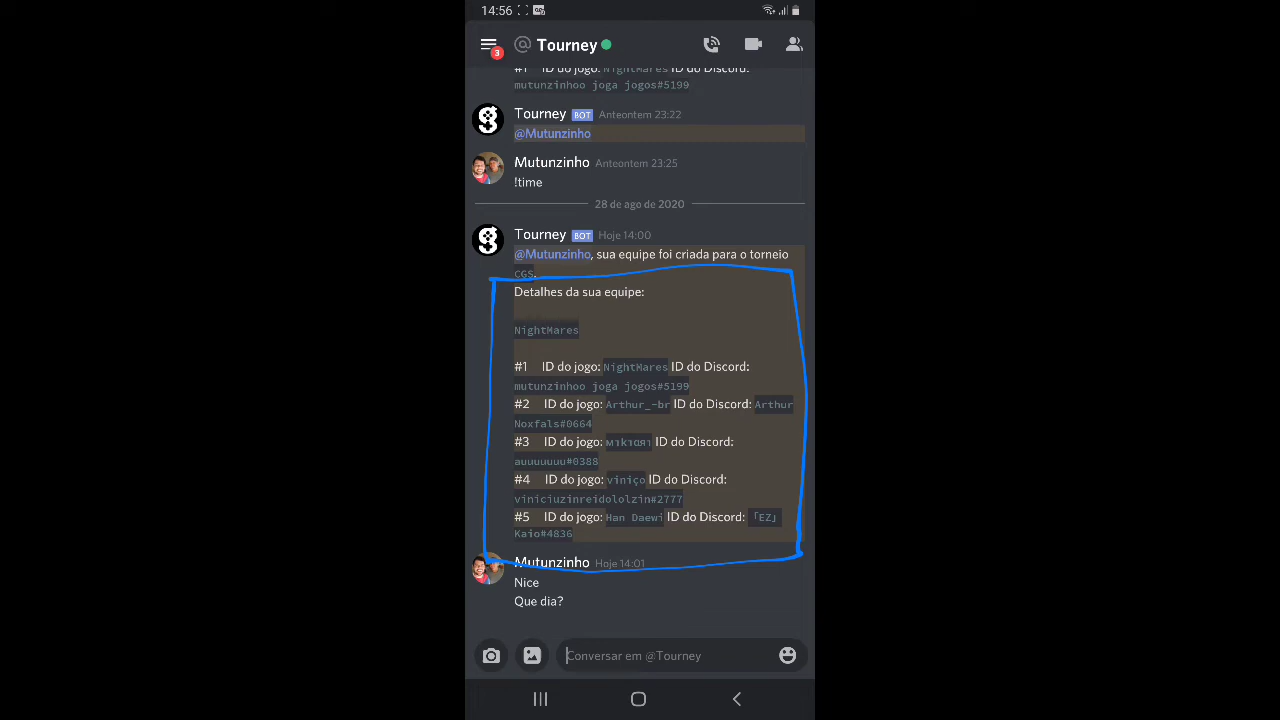 14:56
3
@ Tourney
#1 ID do jogo: NightMares ID do Discord:
mutunzinhoo joga jogos#5199
Tourney BOT Anteontem 23:22
@Mutunzinho
Mutunzinho Anteontem 23:25
!time
28 de ago de 2020
Tourney BOT Hoje 14:00
@Mutunzinho, sua equipe foi criada para o torneio
CGS.
Detalhes da sua equipe:
NightMares
#1 ID do jogo: NightMares ID do Discord:
mutunzinhoo joga jogos#5199
#2 ID do jogo: Arthur_-br ID do Discord: Arthur
Noxfals#0664
#3 ID do jogo: ID do Discord:
auuuuuuu#0388
#4 ID do jogo: viniço ID do Discord:
viniciuzinreidololzin#2777
#5 ID do jogo: Han Daewi ID do Discord: 「EZ」
Kaio#4836
Mutunzinho Hoje 14:01
Nice
Que dia?
Conversar em @Tourney